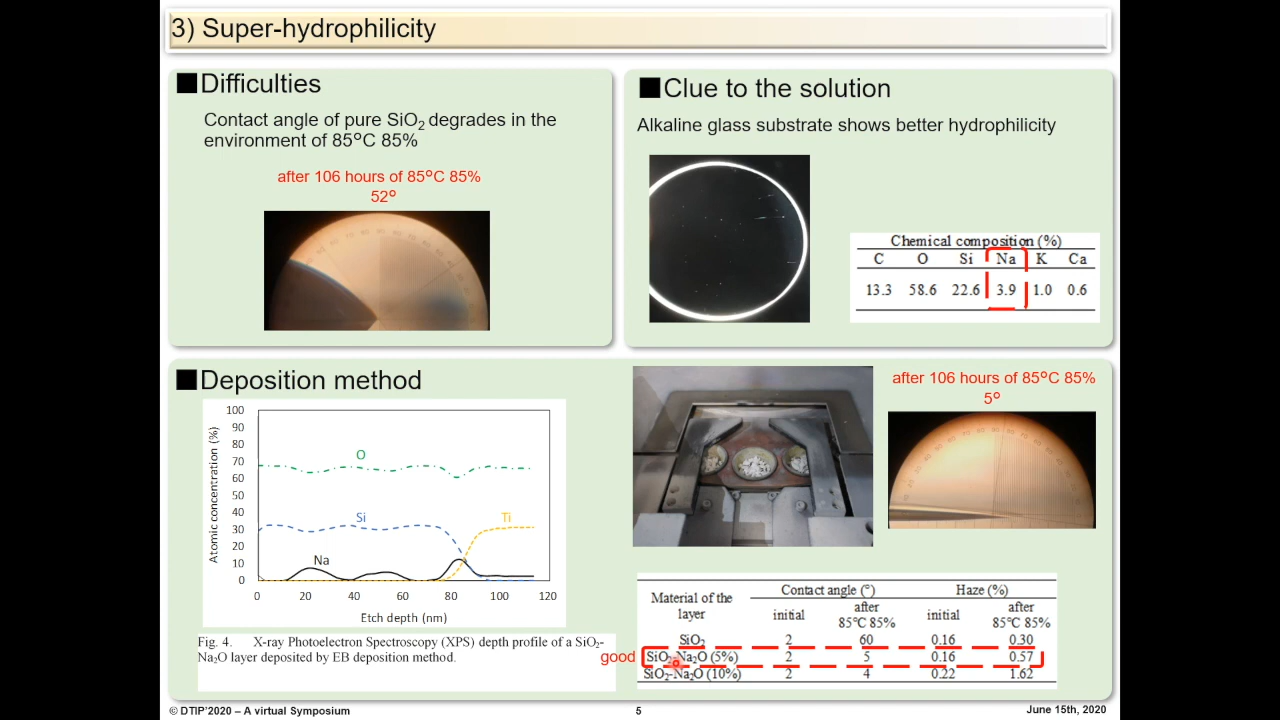 3) Super-hydrophilicity
■Difficulties
Contact angle of pure SiO2 degrades in the
environment of 85°C 85%
after 106 hours of 85°C 85%
52°
■Clue to the solution
Alkaline glass substrate shows better hydrophilicity
Chemical composition (%)
C O Si Na K Ca
13.3 58.6 22.6 3.9 1.0 0.6
■Deposition method
Atomic concentration (%)
100
90
80
70
60
50
40
30
20
10
0
O
Si
Ti
Na
0 20 40 60 80 100 120
Etch depth (nm)
Fig. 4. X-ray Photoelectron Spectroscopy (XPS) depth profile of a SiO2-
Na2O layer deposited by EB deposition method.
after 106 hours of 85°C 85%
5°
Material of the layer Contact angle (°) Haze (%)
initial after 85℃ 85% initial after 85℃ 85%
SiO2 2 60 0.16 0.30
good SiO2-Na2O (5%) 2 5 0.16 0.57
SiO2-Na2O (10%) 2 4 0.22 1.62
© DTIP'2020 – A virtual Symposium
5
June 15th, 2020